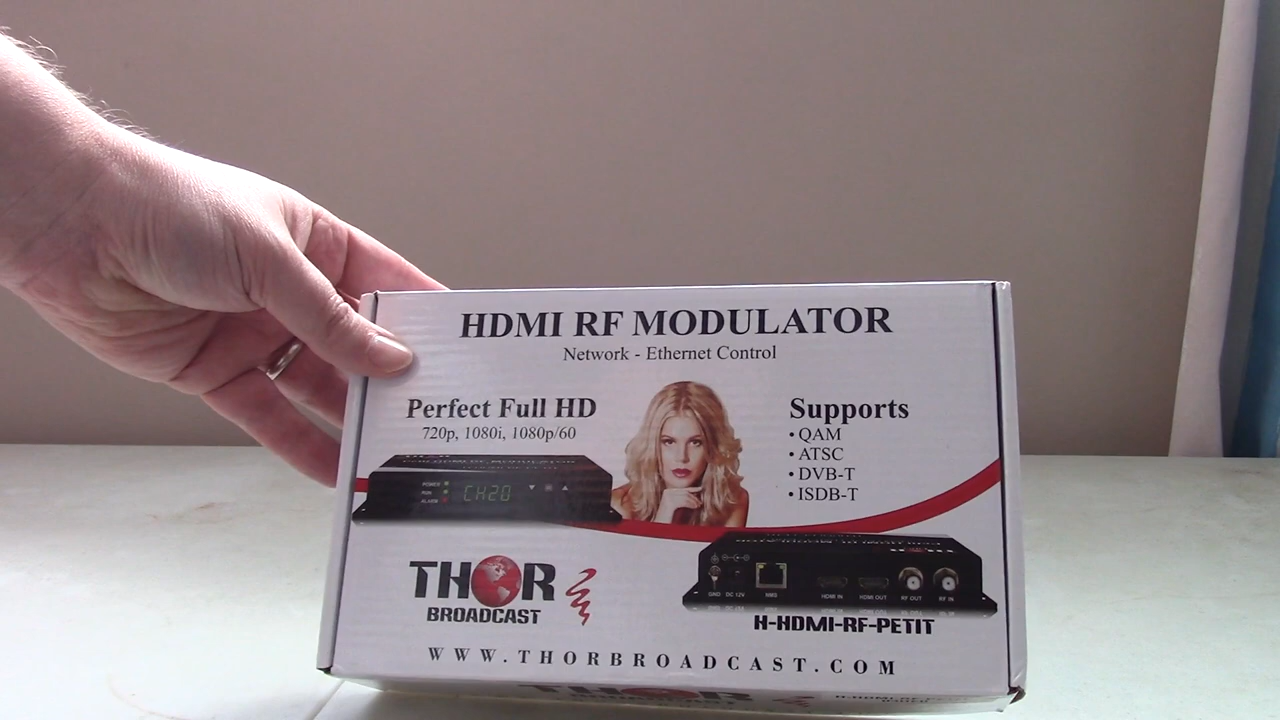 HDMI RF MODULATOR
Network - Ethernet Control
Perfect Full HD
720p, 1080i, 1080p/60
Supports
• QAM
• ATSC
• DVB-T
• ISDB-T
POWER
RUN
ALARM
CH20
THOR
BROADCAST
GND DC 12V NMS HDMI IN HDMI OUT RF OUT RF IN
H-HDMI-RF-PETIT
WWW.THORBROADCAST.COM
THOR